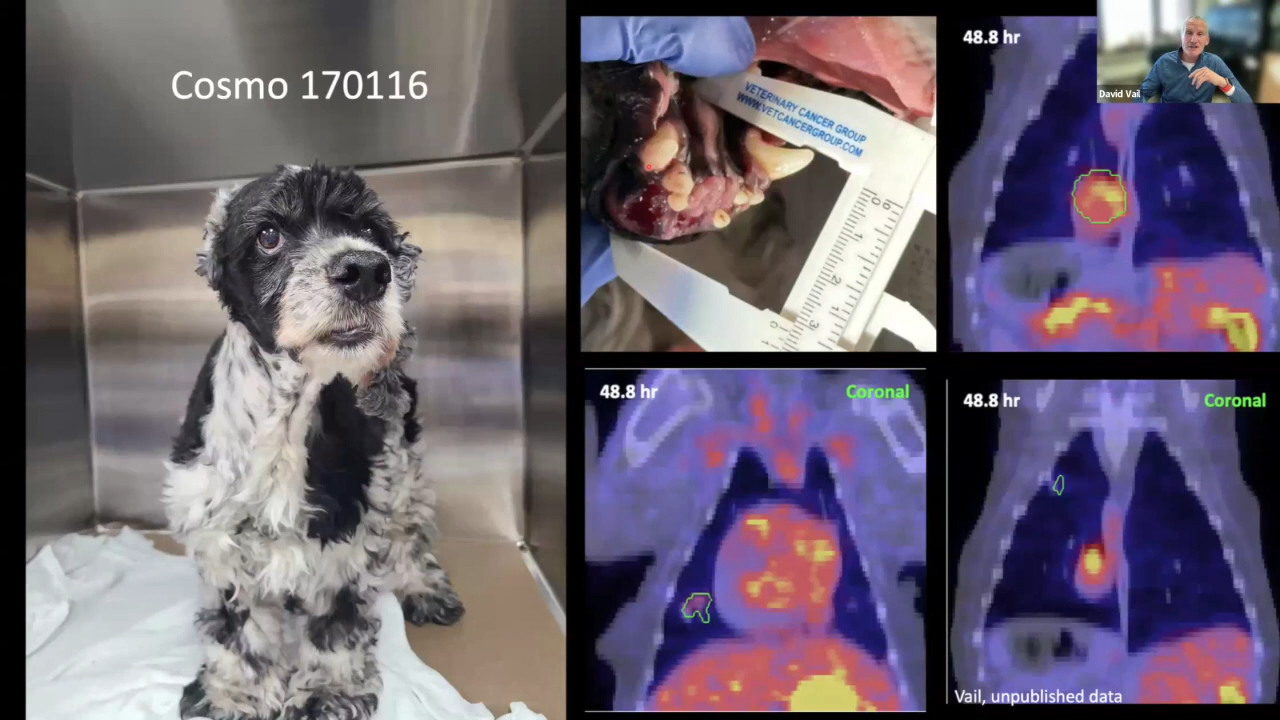 Cosmo 170116
VETERINARY CANCER GROUP
WWW.VETCANCERGROUP.COM
48.8 hr
David Vail
48.8 hr
Coronal
48.8 hr
Coronal
Vail, unpublished data